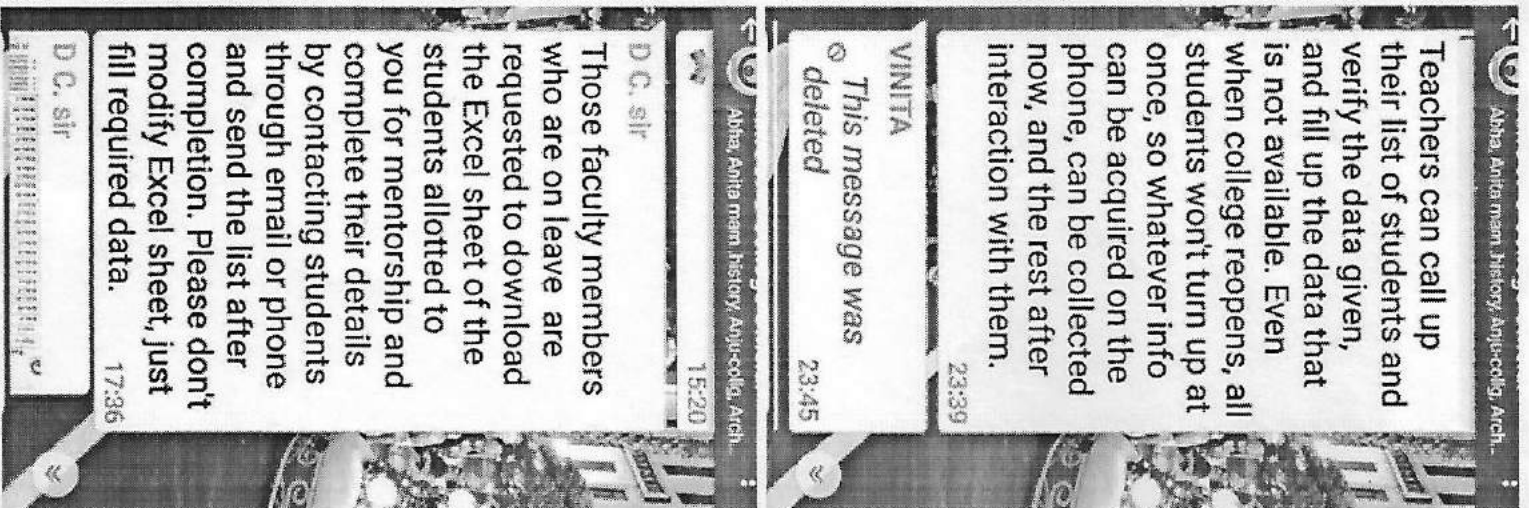 Abha, Anita mam ,history, Anju-collg, Arch...
Teachers can call up
their list of students and
verify the data given,
and fill up the data that
is not available. Even
when college reopens, all
students won't turn up at
once, so whatever info
can be acquired on the
phone, can be collected
now, and the rest after
interaction with them.
23:39
VINITA
This message was
deleted
23:45
Abha, Anita mam ,history, Anju-collg, Arch...
15:20
D C. sir
Those faculty members
who are on leave are
requested to download
the Excel sheet of the
students allotted to
you for mentorship and
complete their details
by contacting students
through email or phone
and send the list after
completion. Please don't
modify Excel sheet, just
fill required data.
17:36
D C. sir